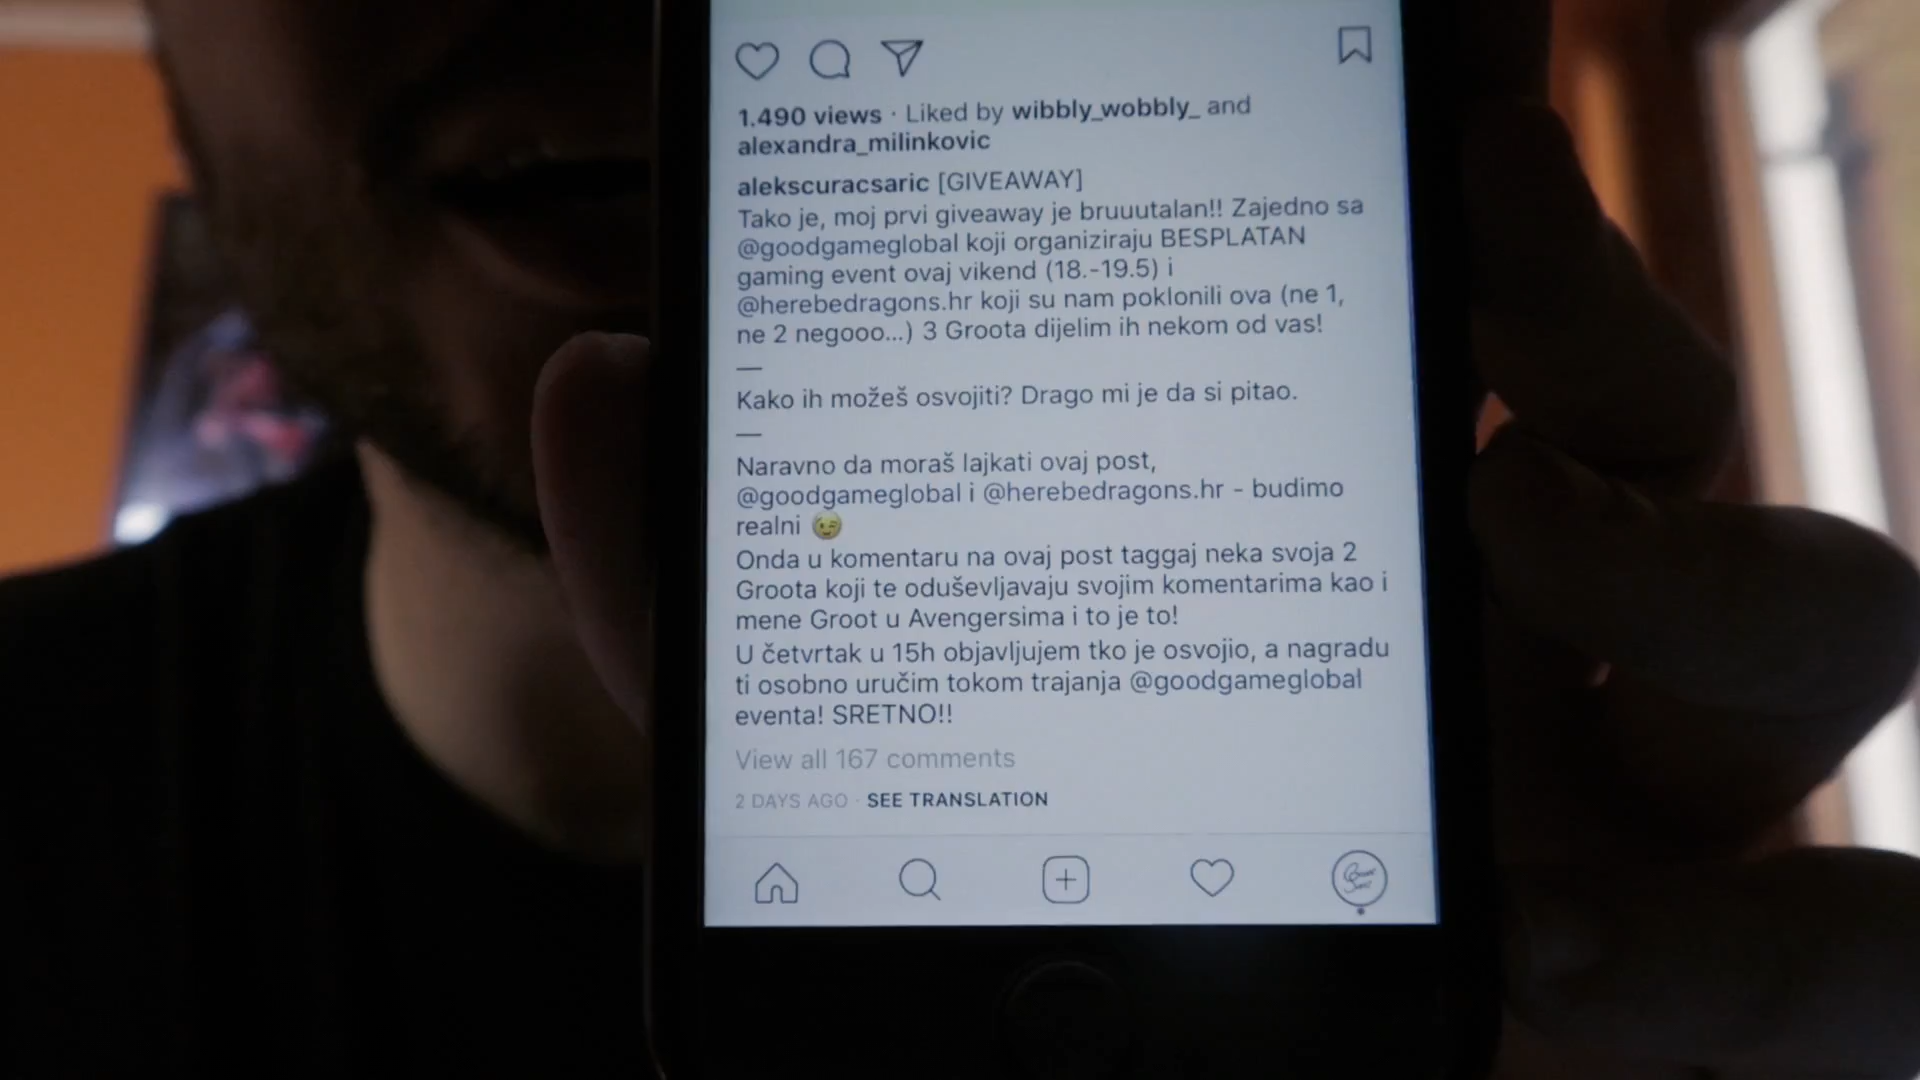 1.490 views · Liked by wibbly_wobbly_ and
alexandra_milinkovic
alekscuracsaric [GIVEAWAY]
Tako je, moj prvi giveaway je bruuutalan!! Zajedno sa
@goodgameglobal koji organiziraju BESPLATAN
gaming event ovaj vikend (18.-19.5) i
@herebedragons.hr koji su nam poklonili ova (ne 1,
ne 2 negooo...) 3 Groota dijelim ih nekom od vas!
—
Kako ih možeš osvojiti? Drago mi je da si pitao.
—
Naravno da moraš lajkati ovaj post,
@goodgameglobal i @herebedragons.hr - budimo
realni 😉
Onda u komentaru na ovaj post taggaj neka svoja 2
Groota koji te oduševljavaju svojim komentarima kao i
mene Groot u Avengersima i to je to!
U četvrtak u 15h objavljujem tko je osvojio, a nagradu
ti osobno uručim tokom trajanja @goodgameglobal
eventa! SRETNO!!
View all 167 comments
2 DAYS AGO · SEE TRANSLATION